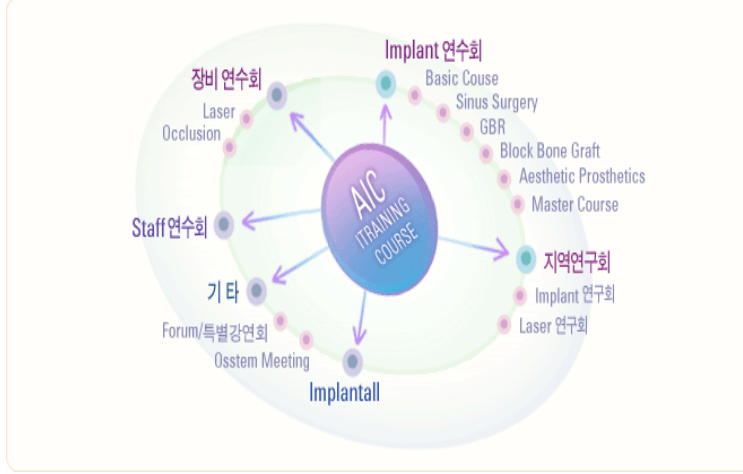 Implant 연수회
Basic Couse
Sinus Surgery
GBR
Block Bone Graft
Aesthetic Prosthetics
Master Course
지역연구회
Implant 연구회
Laser 연구회
장비 연수회
Laser
Occlusion
Staff 연수회
기 타
Forum/특별강연회
Osstem Meeting
Implantall
AIC
ITRAINING
COURSE